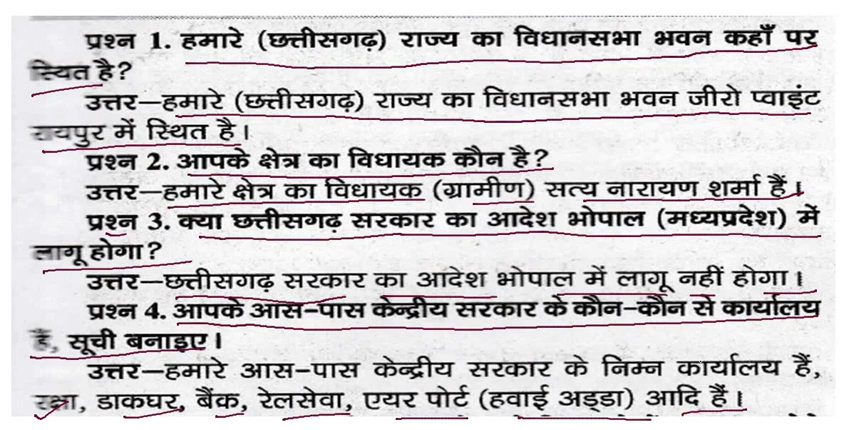 प्रश्न 1. हमारे (छत्तीसगढ़) राज्य का विधानसभा भवन कहाँ पर
स्थित है?
उत्तर–हमारे (छत्तीसगढ़) राज्य का विधानसभा भवन जीरो प्वाइंट
रायपुर में स्थित है।
प्रश्न 2. आपके क्षेत्र का विधायक कौन है?
उत्तर–हमारे क्षेत्र का विधायक (ग्रामीण) सत्य नारायण शर्मा हैं।
प्रश्न 3. क्या छत्तीसगढ़ सरकार का आदेश भोपाल (मध्यप्रदेश) में
लागू होगा?
उत्तर–छत्तीसगढ़ सरकार का आदेश भोपाल में लागू नहीं होगा।
प्रश्न 4. आपके आस-पास केन्द्रीय सरकार के कौन-कौन से कार्यालय
हैं, सूची बनाइए।
उत्तर–हमारे आस-पास केन्द्रीय सरकार के निम्न कार्यालय हैं,
रक्षा, डाकघर, बैंक, रेलसेवा, एयर पोर्ट (हवाई अड्डा) आदि हैं।